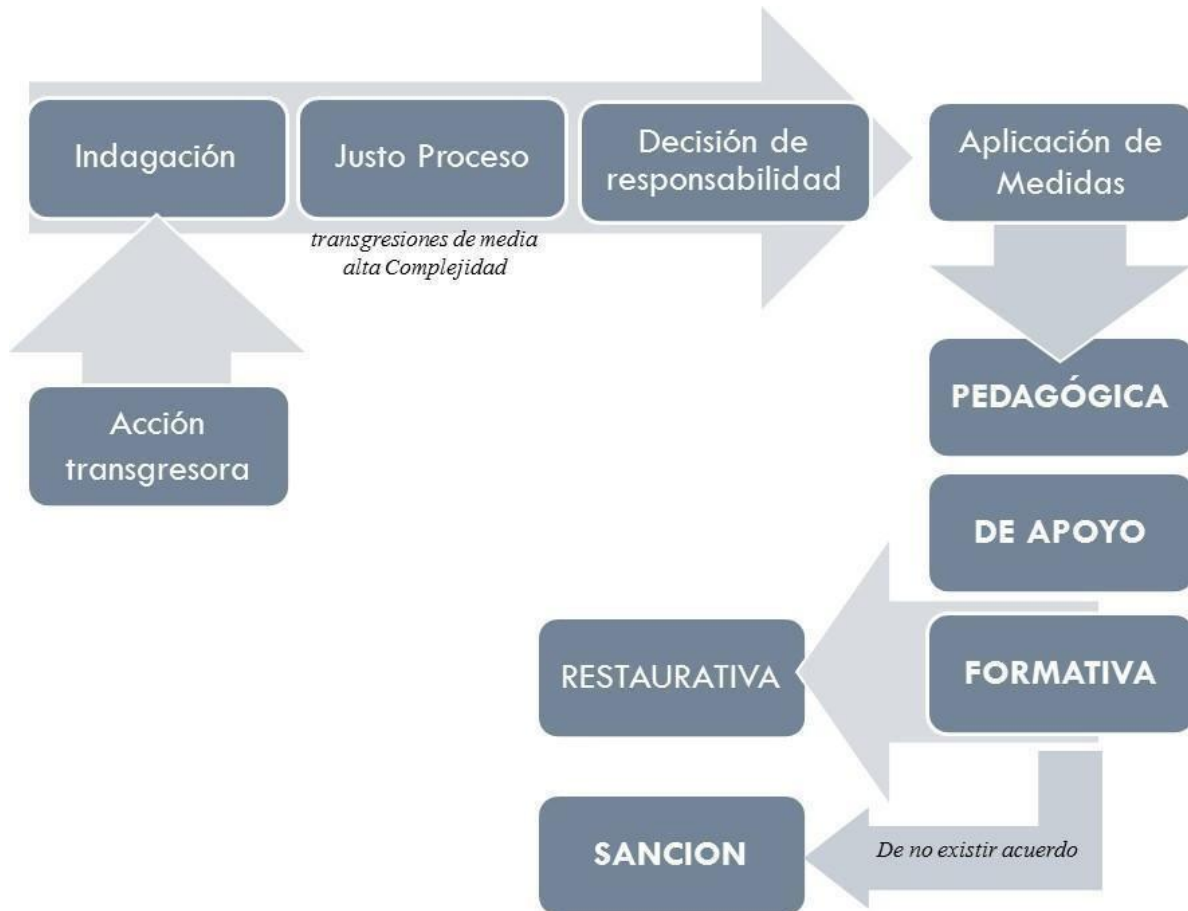 Indagación
Justo Proceso
Decisión de
responsabilidad
Aplicación de
Medidas
transgresiones de media
alta Complejidad
Acción
transgresora
PEDAGÓGICA
DE APOYO
FORMATIVA
RESTAURATIVA
SANCION
De no existir acuerdo